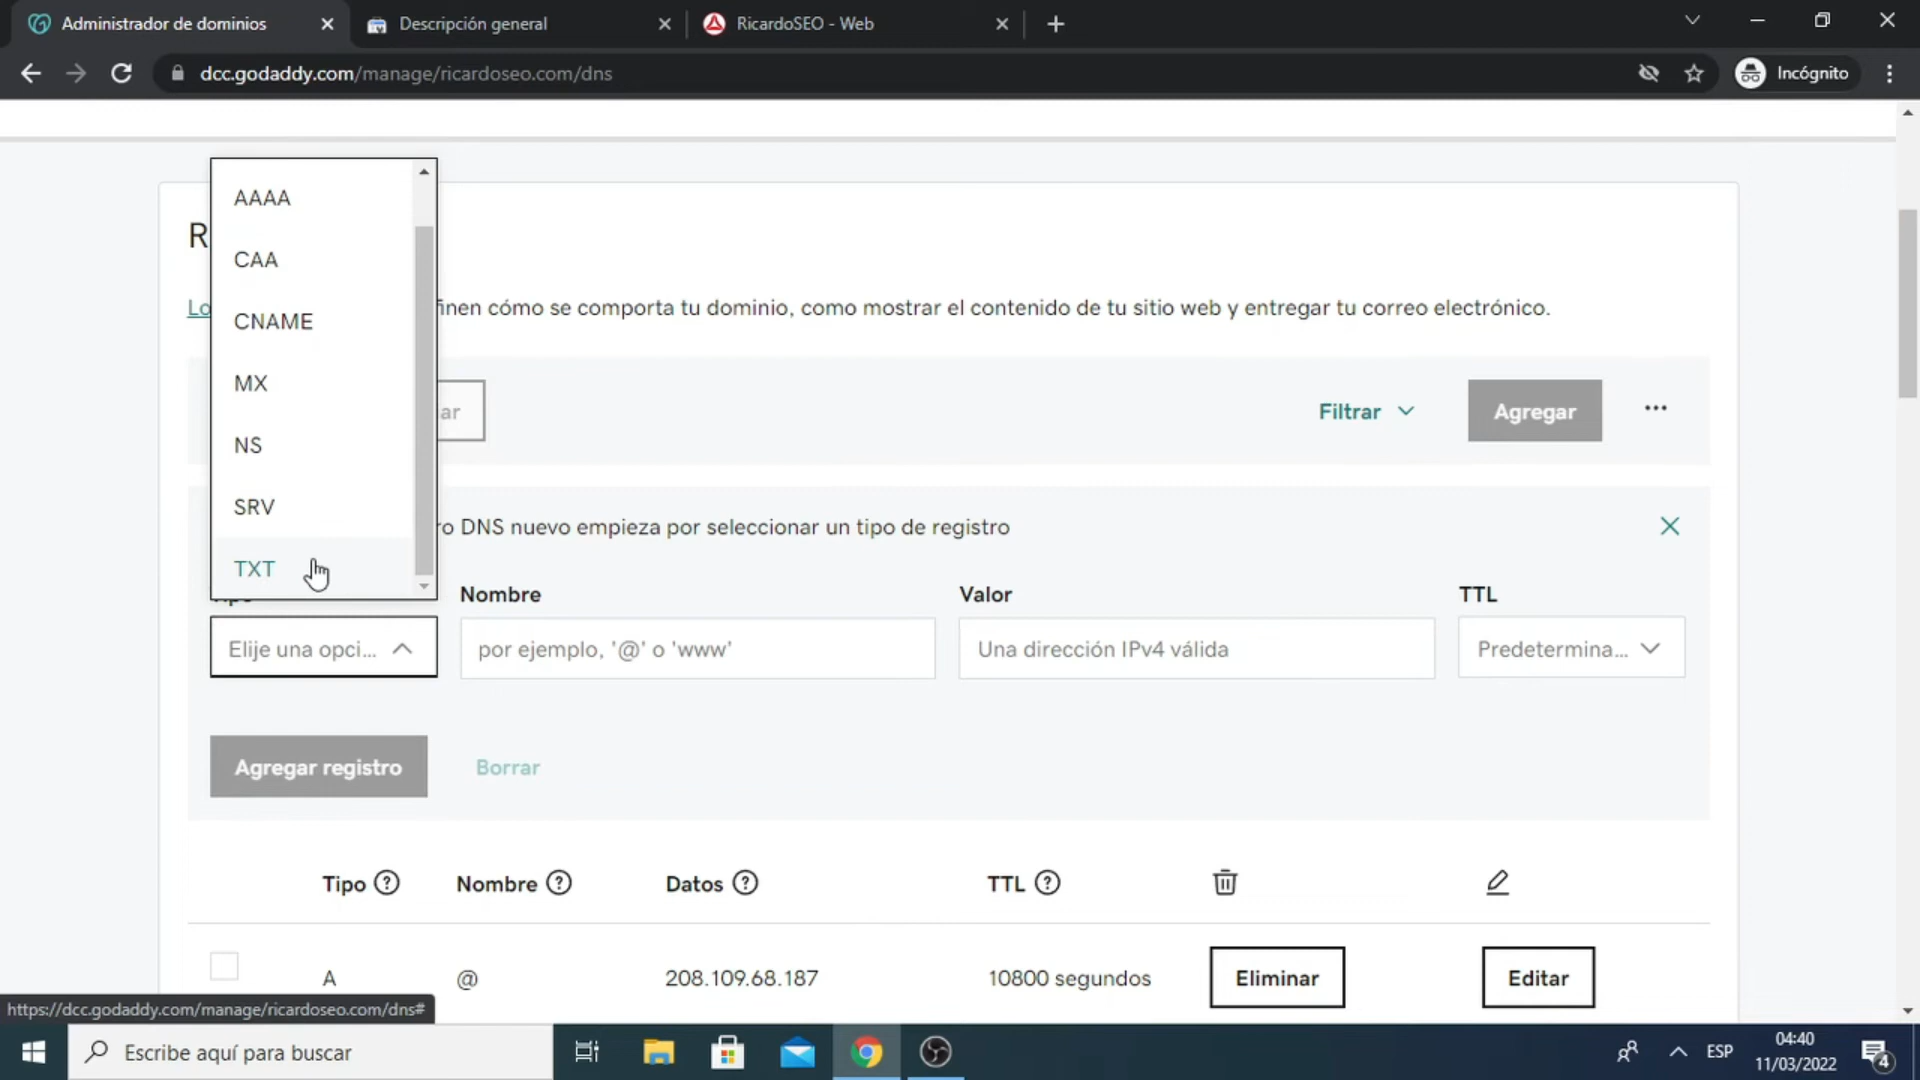 Administrador de dominios
Descripción general
RicardoSEO - Web
dcc.godaddy.com/manage/ricardoseo.com/dns
Incógnito
R
AAAA
CAA
CNAME
MX
NS
SRV
TXT
Lo
finen cómo se comporta tu dominio, como mostrar el contenido de tu sitio web y entregar tu correo electrónico.
ar
Filtrar
Agregar
ro DNS nuevo empieza por seleccionar un tipo de registro
Nombre
Valor
TTL
Elije una opci...
por ejemplo, '@' o 'www'
Una dirección IPv4 válida
Predetermina...
Agregar registro
Borrar
Tipo
Nombre
Datos
TTL
A
@
208.109.68.187
10800 segundos
Eliminar
Editar
https://dcc.godaddy.com/manage/ricardoseo.com/dns#
Escribe aquí para buscar
ESP
04:40
11/03/2022
4